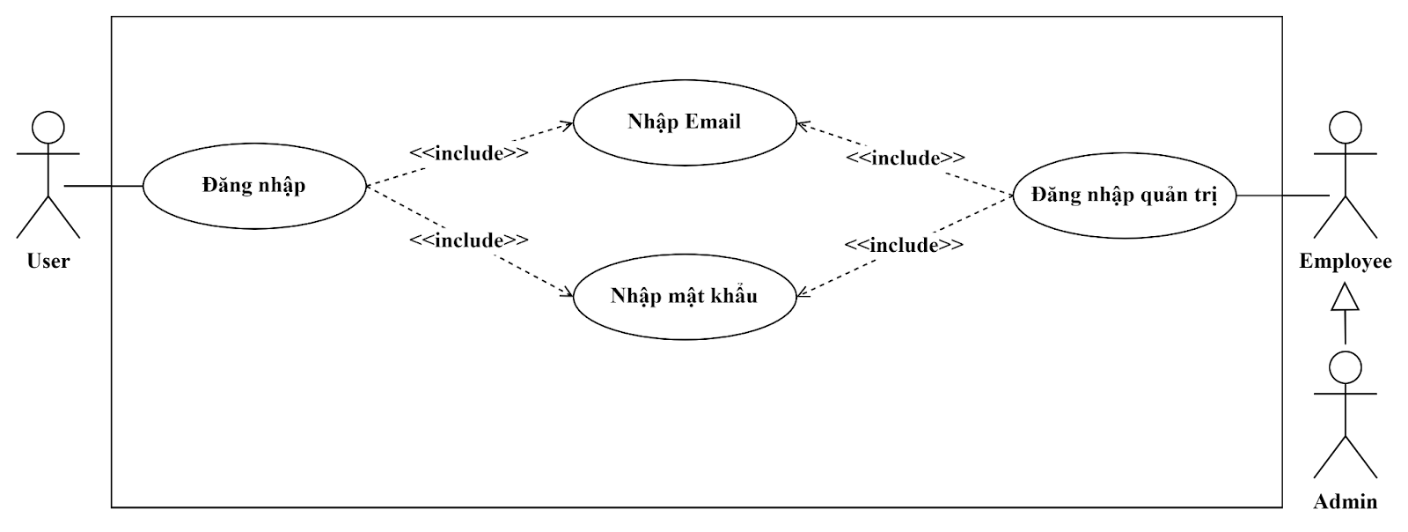 Nhập Email
<<include>>
<<include>>
Đăng nhập
Đăng nhập quản trị
<<include>>
<<include>>
User
Employee
Nhập mật khẩu
Admin